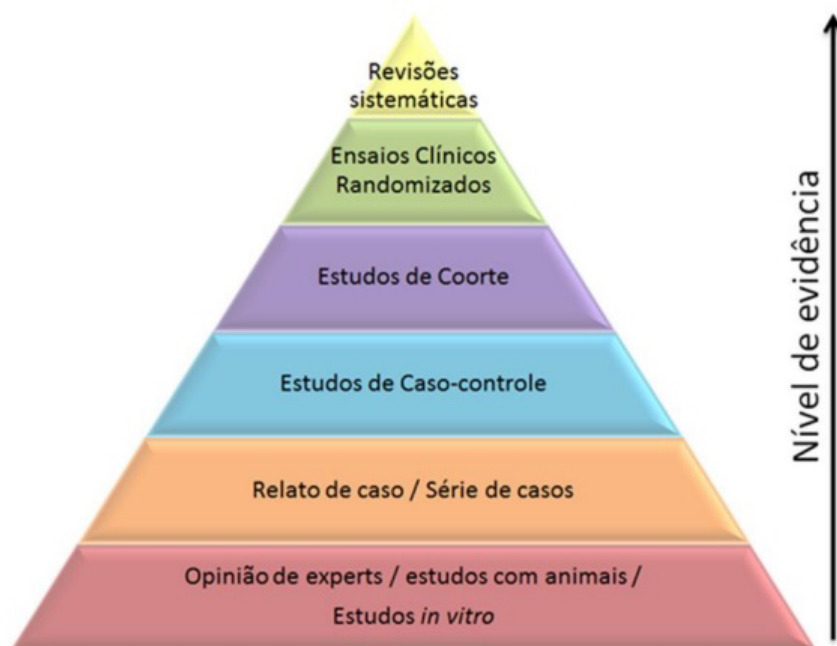 Revisões
sistemáticas
Ensaios Clínicos
Randomizados
Estudos de Coorte
Estudos de Caso-controle
Relato de caso / Série de casos
Opinião de experts / estudos com animais /
Estudos in vitro
Nível de evidência